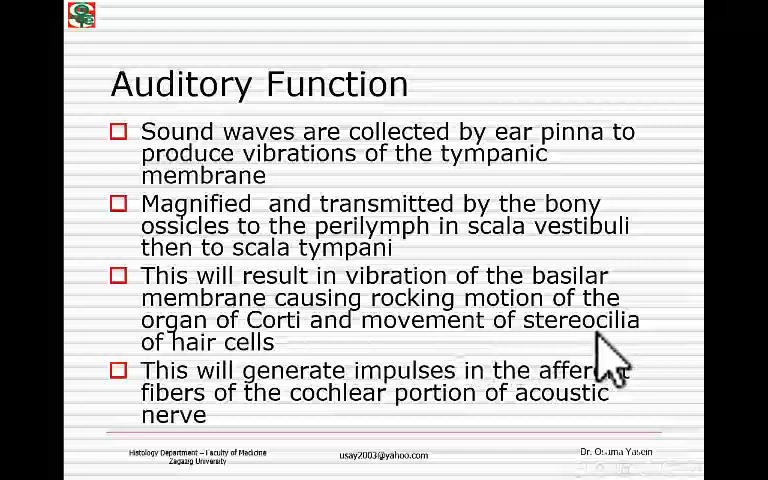 Auditory Function
Sound waves are collected by ear pinna to
produce vibrations of the tympanic
membrane
Magnified and transmitted by the bony
ossicles to the perilymph in scala vestibuli
then to scala tympani
This will result in vibration of the basilar
membrane causing rocking motion of the
organ of Corti and movement of stereocilia
of hair cells
This will generate impulses in the afferent
fibers of the cochlear portion of acoustic
nerve
Histology Department – Faculty of Medicine
Zagazig University
usay2003@yahoo.com
Dr. Osama Yasein